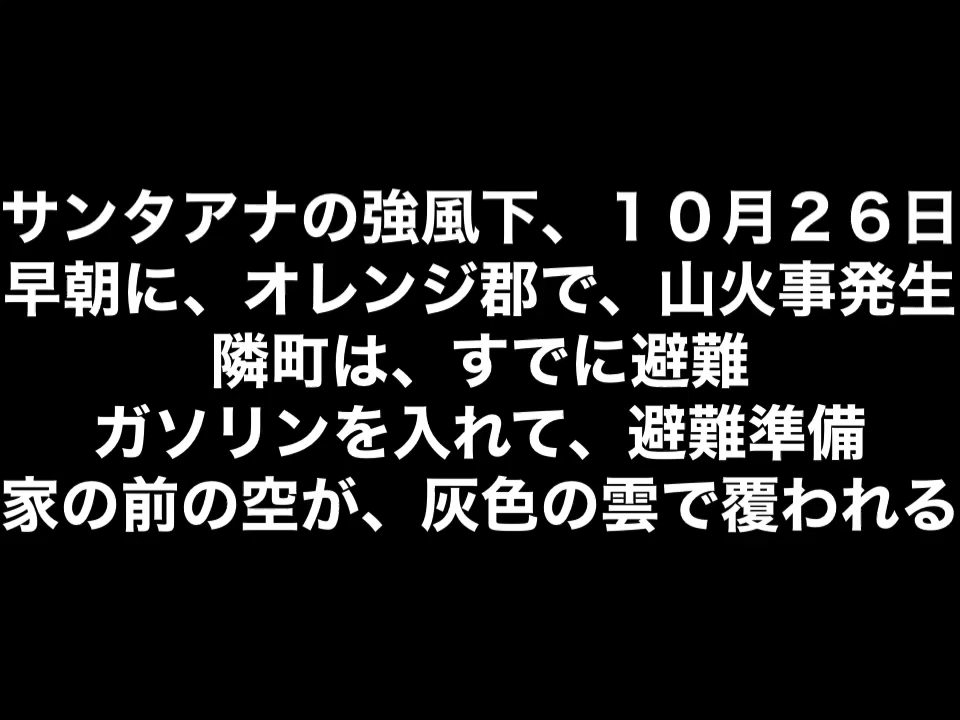 サンタアナの強風下、１０月２６日
早朝に、オレンジ郡で、山火事発生
隣町は、すでに避難
ガソリンを入れて、避難準備
家の前の空が、灰色の雲で覆われる